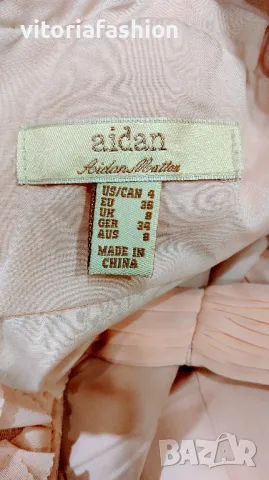 vitoriafashion
aidan
Aidan Mattox
US/CAN 4
EU 36
UK 8
GER 34
AUS 8
MADE IN
CHINA
BAZAR